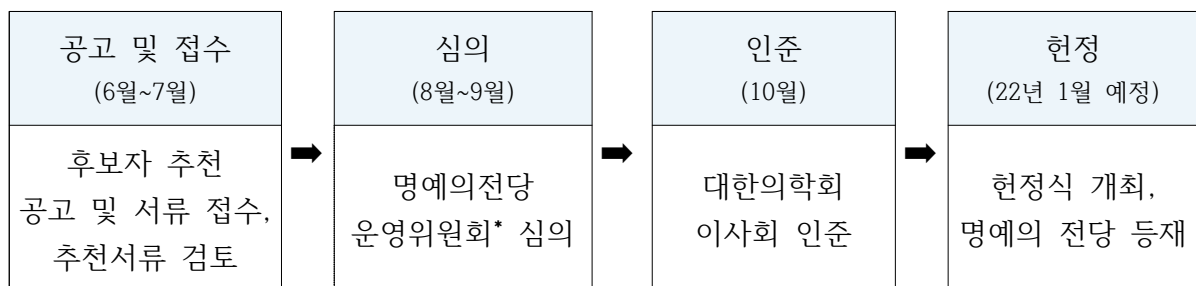 공고 및 접수
(6월~7월)
후보자 추천
공고 및 서류 접수,
추천서류 검토
➡
심의
(8월~9월)
명예의전당
운영위원회* 심의
➡
인준
(10월)
대한의학회
이사회 인준
➡
헌정
(22년 1월 예정)
헌정식 개최,
명예의 전당 등재